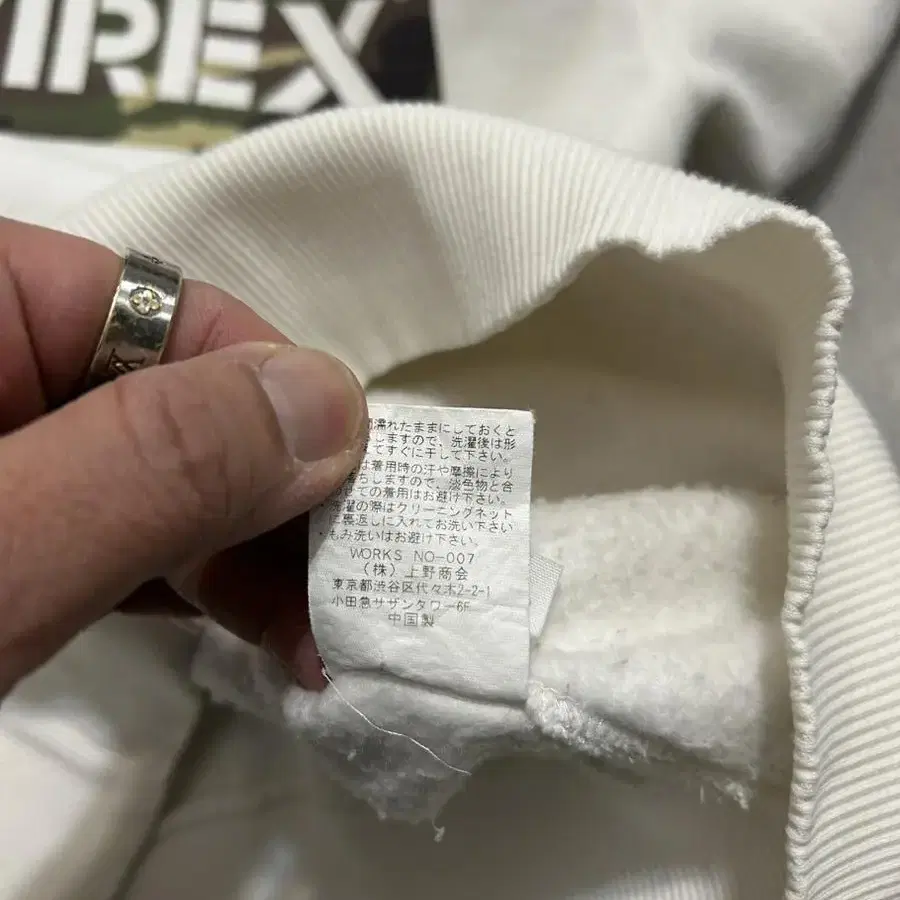 IREX
濡れたままにしておくと
しますので、洗濯後は形
てすぐに干して下さい。
は着用時の汗や摩擦により
落ちしますので、淡色物と合
せての着用はお避け下さい。
・洗濯の際はクリーニングネット
に裏返しに入れてお洗い下さい
・もみ洗いはお避け下さい。
WORKS NO-007
(株)上野商会
東京都渋谷区代々木2-2-1
小田急サザンタワー6F
中国製